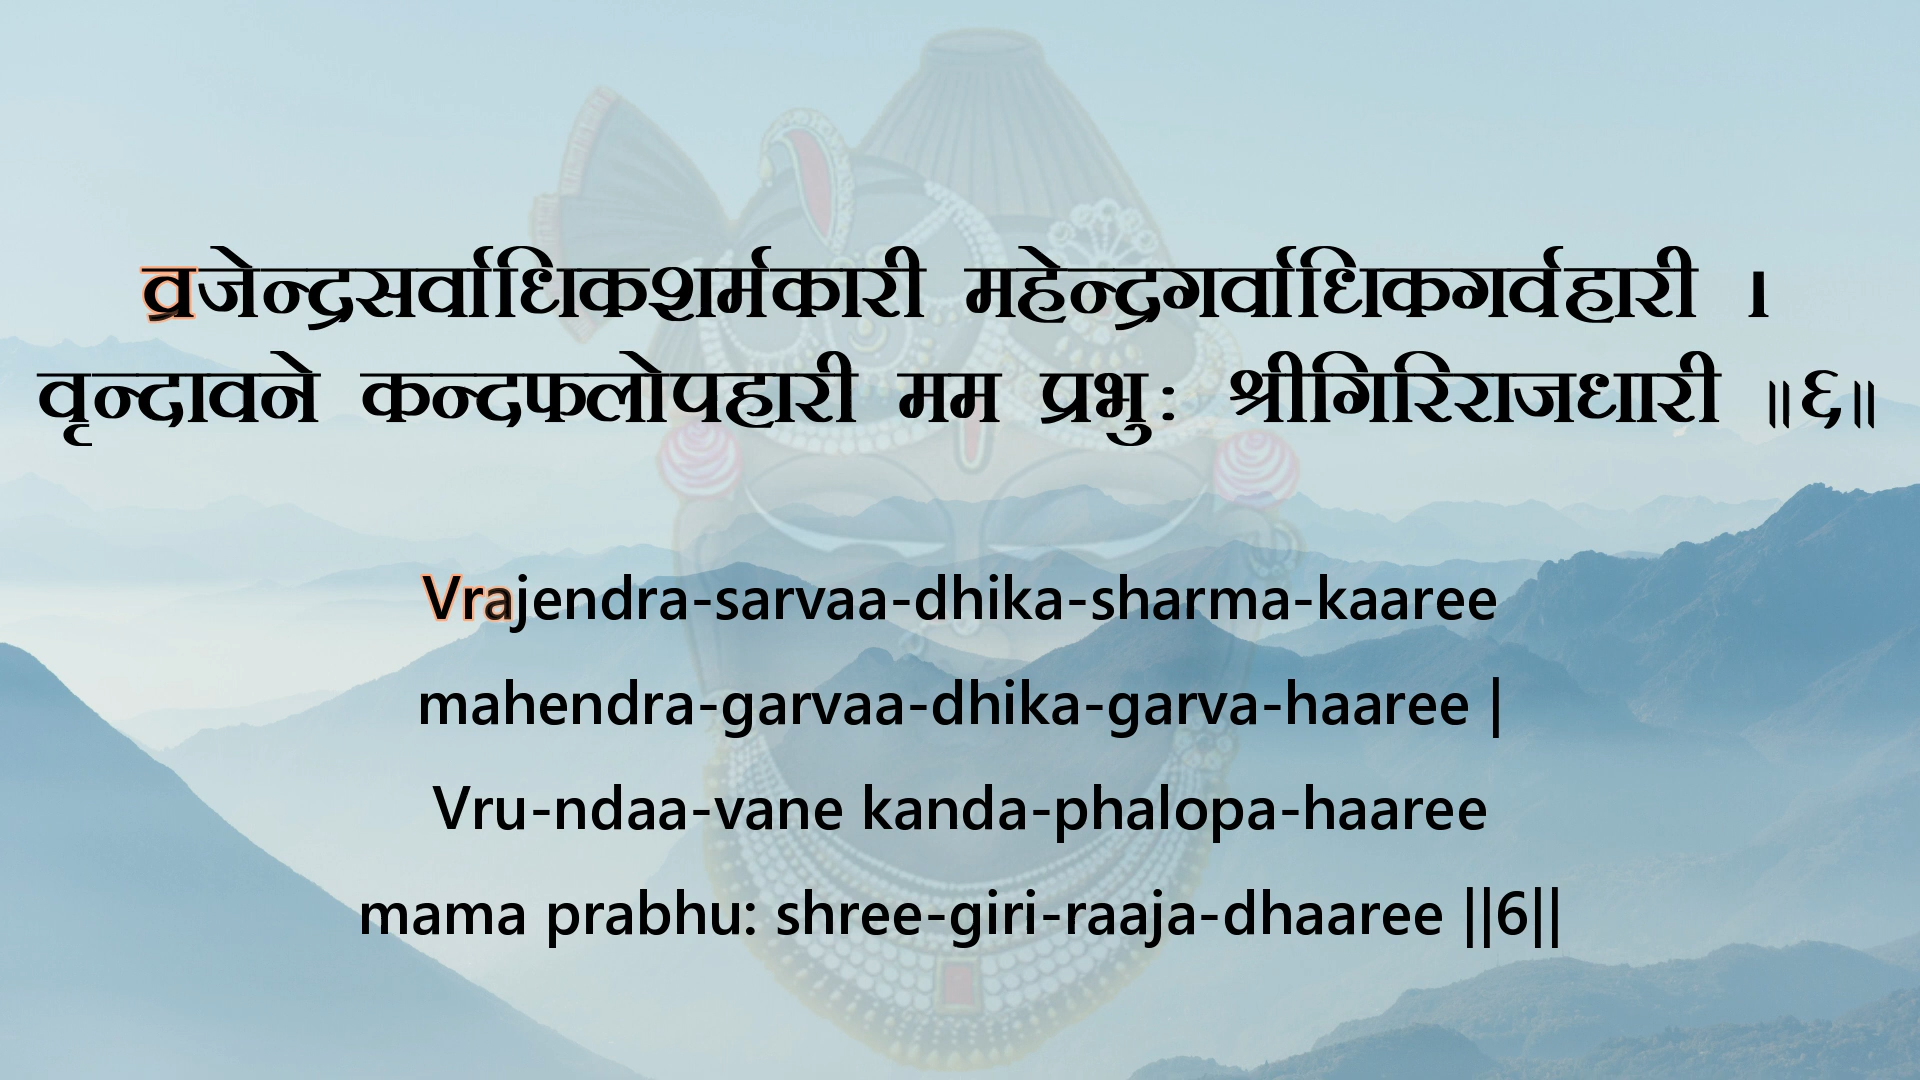 व्रजेन्द्रसर्वाधिकशर्मकारी महेन्द्रगर्वाधिकगर्वहारी ।
वृन्दावने कन्दफलोपहारी मम प्रभुः श्रीगिरिराजधारी ॥६॥
Vrajendra-sarvaa-dhika-sharma-kaaree
mahendra-garvaa-dhika-garva-haaree |
Vru-ndaa-vane kanda-phalopa-haaree
mama prabhu: shree-giri-raaja-dhaaree ||6||